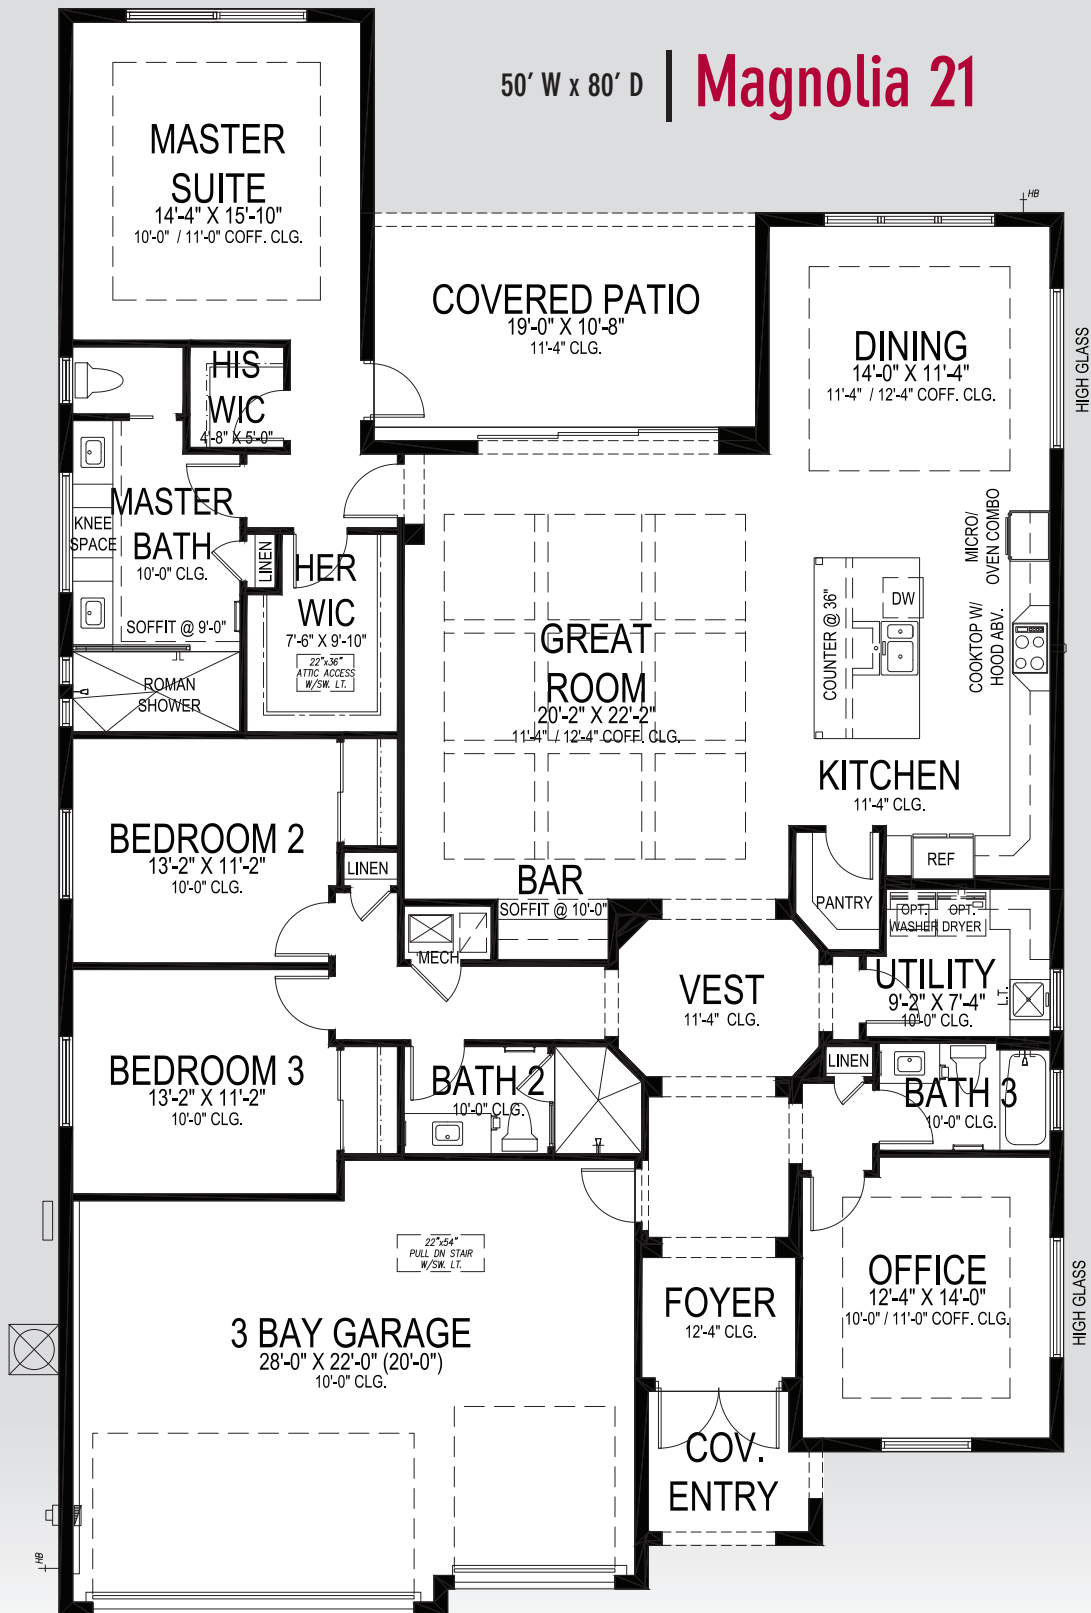 50' W x 80' D
Magnolia 21
MASTER
SUITE
14'-4" X 15'-10"
10'-0" / 11'-0" COFF. CLG.
HB
COVERED PATIO
19'-0" X 10'-8"
11'-4" CLG.
DINING
14'-0" X 11'-4"
11'-4" / 12'-4" COFF. CLG.
HIGH GLASS
HIS
WIC
4'-8" X 5'-0"
MASTER
BATH
10'-0" CLG.
KNEE
SPACE
LINEN
SOFFIT @ 9'-0"
HER
WIC
7'-6" X 9'-10"
22"x36"
ATTIC ACCESS
W/SW. LT.
ROMAN
SHOWER
GREAT
ROOM
20'-2" X 22'-2"
11'-4" / 12'-4" COFF. CLG.
MICRO/
OVEN COMBO
COUNTER @ 36"
DW
COOKTOP W/
HOOD ABV.
KITCHEN
11'-4" CLG.
BEDROOM 2
13'-2" X 11'-2"
10'-0" CLG.
LINEN
BAR
SOFFIT @ 10'-0"
REF
PANTRY
OPT.
WASHER
OPT.
DRYER
MECH
VEST
11'-4" CLG.
UTILITY
9'-2" X 7'-4"
10'-0" CLG.
L.T.
BEDROOM 3
13'-2" X 11'-2"
10'-0" CLG.
BATH 2
10'-0" CLG.
LINEN
BATH 3
10'-0" CLG.
22"x54"
PULL DN STAIR
W/SW. LT.
3 BAY GARAGE
28'-0" X 22'-0" (20'-0")
10'-0" CLG.
FOYER
12'-4" CLG.
OFFICE
12'-4" X 14'-0"
10'-0" / 11'-0" COFF. CLG.
HIGH GLASS
COV.
ENTRY
HB